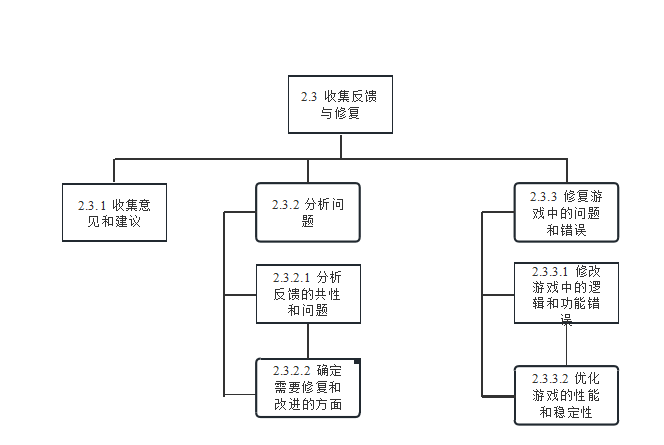 2.3 收集反馈
与修复
2.3.1 收集意
见和建议
2.3.2 分析问
题
2.3.3 修复游
戏中的问题
和错误
2.3.2.1 分析
反馈的共性
和问题
2.3.3.1 修改
游戏中的逻
辑和功能错
误
2.3.2.2 确定
需要修复和
改进的方面
2.3.3.2 优化
游戏的性能
和稳定性